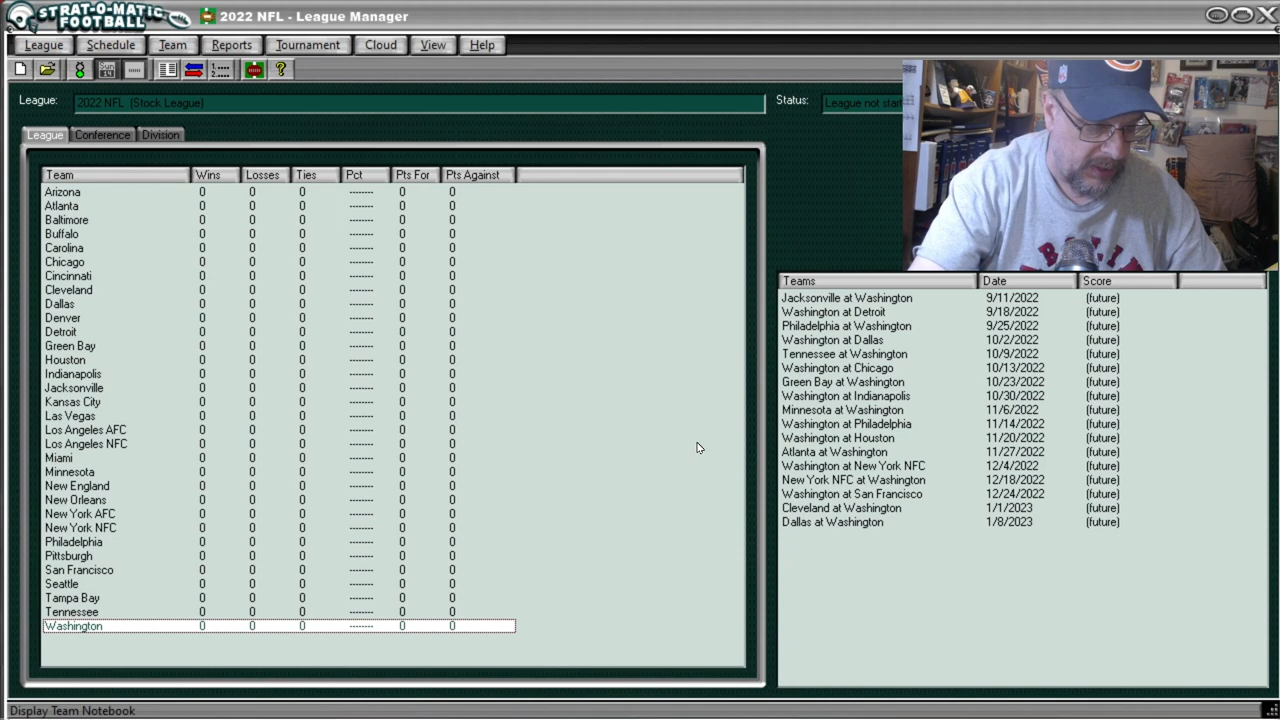 STRAT-O-MATIC
FOOTBALL
2022 NFL - League Manager
League Schedule Team Reports Tournament Cloud View Help
League: 2022 NFL (Stock League) Status: League not
League Conference Division
Team Wins Losses Ties Pct Pts For Pts Against
Arizona 0 0 0 -------- 0 0
Atlanta 0 0 0 -------- 0 0
Baltimore 0 0 0 -------- 0 0
Buffalo 0 0 0 -------- 0 0
Carolina 0 0 0 -------- 0 0
Chicago 0 0 0 -------- 0 0
Cincinnati 0 0 0 -------- 0 0
Cleveland 0 0 0 -------- 0 0
Dallas 0 0 0 -------- 0 0
Denver 0 0 0 -------- 0 0
Detroit 0 0 0 -------- 0 0
Green Bay 0 0 0 -------- 0 0
Houston 0 0 0 -------- 0 0
Indianapolis 0 0 0 -------- 0 0
Jacksonville 0 0 0 -------- 0 0
Kansas City 0 0 0 -------- 0 0
Las Vegas 0 0 0 -------- 0 0
Los Angeles AFC 0 0 0 -------- 0 0
Los Angeles NFC 0 0 0 -------- 0 0
Miami 0 0 0 -------- 0 0
Minnesota 0 0 0 -------- 0 0
New England 0 0 0 -------- 0 0
New Orleans 0 0 0 -------- 0 0
New York AFC 0 0 0 -------- 0 0
New York NFC 0 0 0 -------- 0 0
Philadelphia 0 0 0 -------- 0 0
Pittsburgh 0 0 0 -------- 0 0
San Francisco 0 0 0 -------- 0 0
Seattle 0 0 0 -------- 0 0
Tampa Bay 0 0 0 -------- 0 0
Tennessee 0 0 0 -------- 0 0
Washington 0 0 0 -------- 0 0
Teams Date Score
Jacksonville at Washington 9/11/2022 (future)
Washington at Detroit 9/18/2022 (future)
Philadelphia at Washington 9/25/2022 (future)
Washington at Dallas 10/2/2022 (future)
Tennessee at Washington 10/9/2022 (future)
Washington at Chicago 10/13/2022 (future)
Green Bay at Washington 10/23/2022 (future)
Washington at Indianapolis 10/30/2022 (future)
Minnesota at Washington 11/6/2022 (future)
Washington at Philadelphia 11/14/2022 (future)
Washington at Houston 11/20/2022 (future)
Atlanta at Washington 11/27/2022 (future)
Washington at New York NFC 12/4/2022 (future)
New York NFC at Washington 12/18/2022 (future)
Washington at San Francisco 12/24/2022 (future)
Cleveland at Washington 1/1/2023 (future)
Dallas at Washington 1/8/2023 (future)
Display Team Notebook